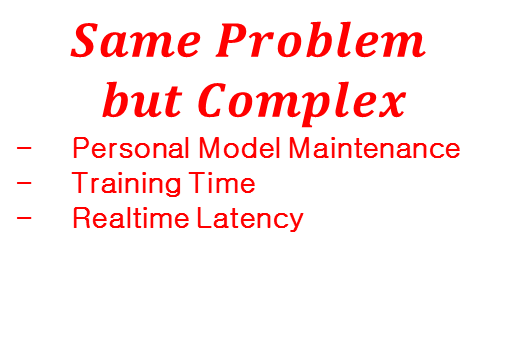 Same Problem
but Complex
- Personal Model Maintenance
- Training Time
- Realtime Latency